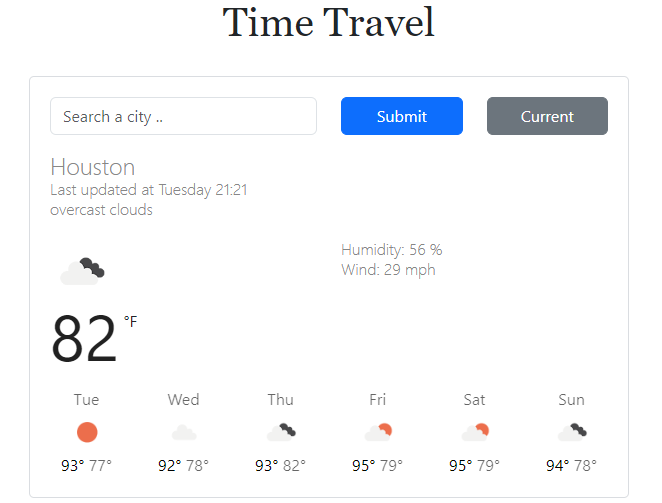 Time Travel
Search a city ..
Submit
Current
Houston
Last updated at Tuesday 21:21
overcast clouds
Humidity: 56 %
Wind: 29 mph
82 °F
Tue Wed Thu Fri Sat Sun
93° 77° 92° 78° 93° 82° 95° 79° 95° 79° 94° 78°